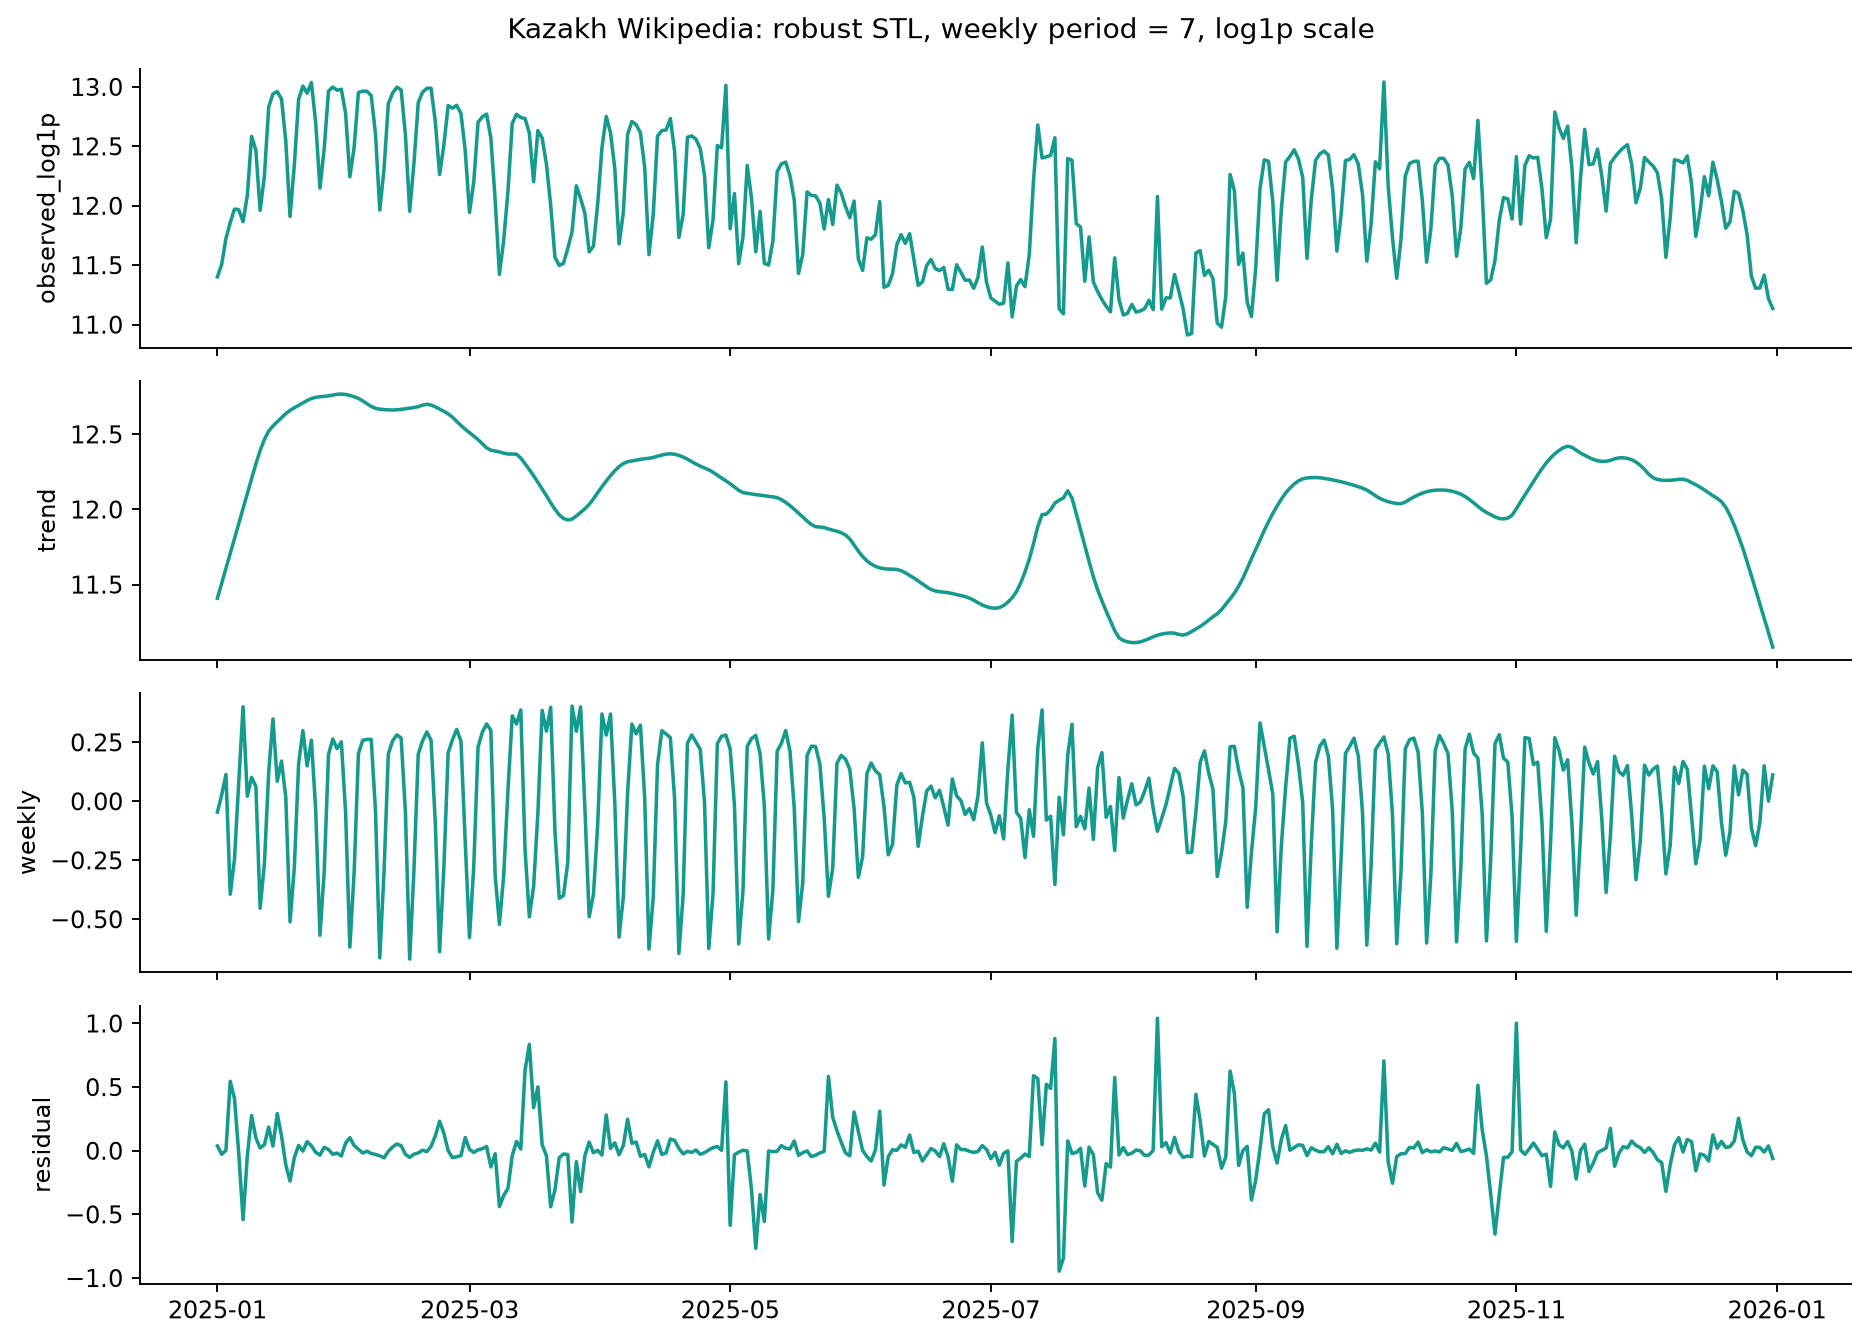 Kazakh Wikipedia: robust STL, weekly period = 7, log1p scale
observed_log1p
13.0
12.5
12.0
11.5
11.0
trend
12.5
12.0
11.5
weekly
0.25
0.00
−0.25
−0.50
residual
1.0
0.5
0.0
−0.5
−1.0
2025-01 2025-03 2025-05 2025-07 2025-09 2025-11 2026-01